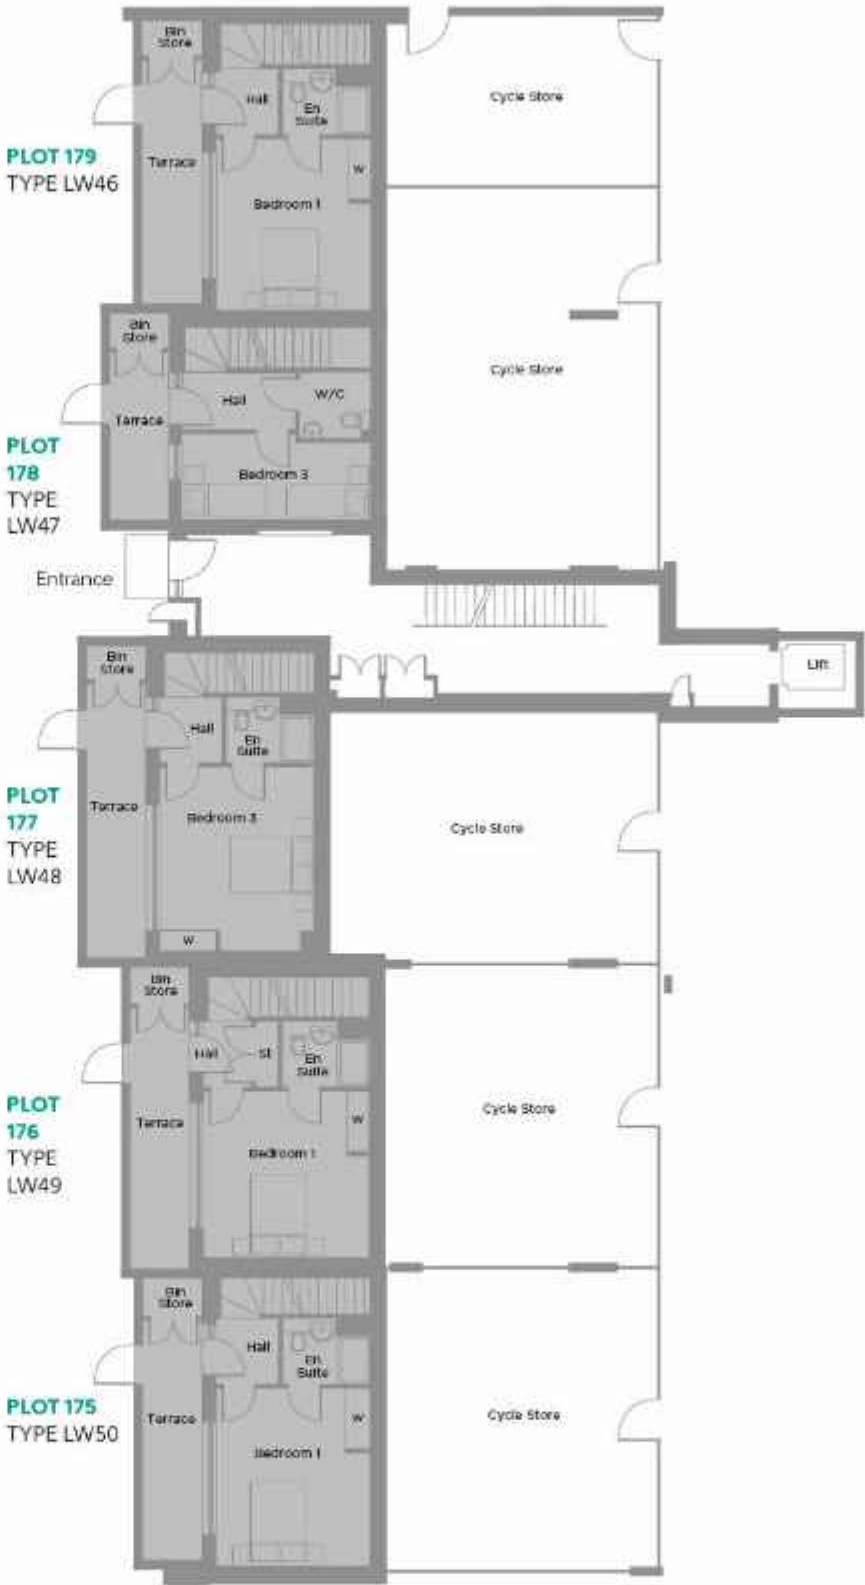 Bin
Store
Hall
En
Suite
Cycle Store
PLOT 179
TYPE LW46
Terrace
W
Bedroom 1
Bin
Store
Hall
W/C
Cycle Store
Terrace
PLOT
178
TYPE
LW47
Bedroom 3
Entrance
Bin
Store
Lift
Hall
En
Suite
PLOT
177
TYPE
LW48
Terrace
Bedroom 3
Cycle Store
W
Bin
Store
Hall
St
En
Suite
PLOT
176
TYPE
LW49
Terrace
W
Cycle Store
Bedroom 1
Bin
Store
Hall
En
Suite
PLOT 175
TYPE LW50
Terrace
W
Cycle Store
Bedroom 1